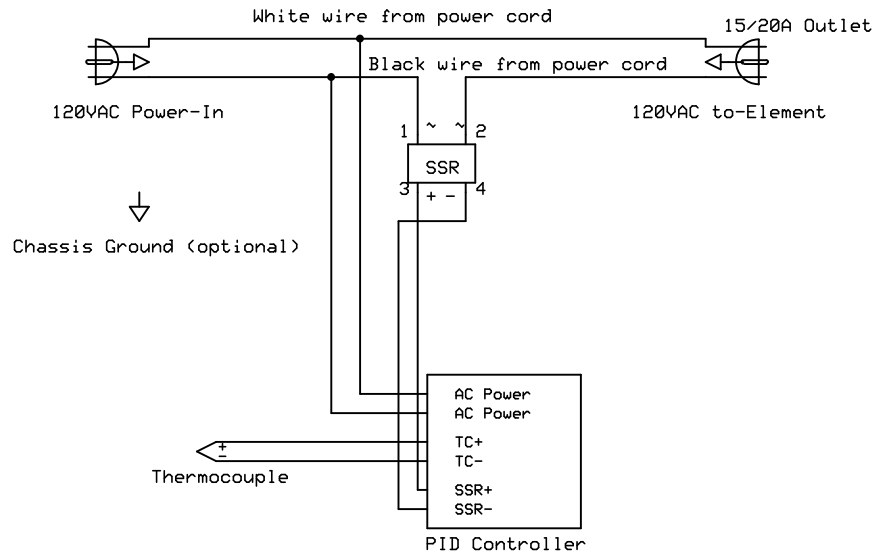 White wire from power cord
15/20A Outlet
Black wire from power cord
120VAC Power-In
120VAC to-Element
1 ~ ~ 2
SSR
3 + - 4
Chassis Ground (optional)
AC Power
AC Power
+ TC+
- TC-
Thermocouple
SSR+
SSR-
PID Controller